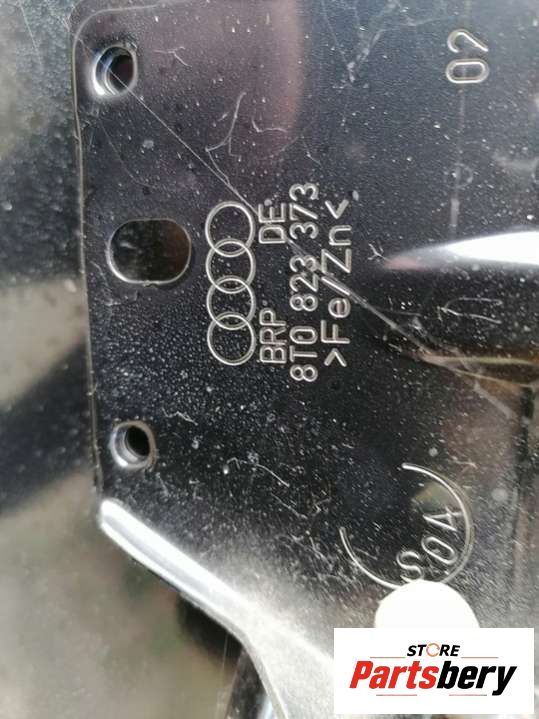 02
BRP DE
8T0 823 373
>Fe/Zn<
S04
STORE
Partsbery